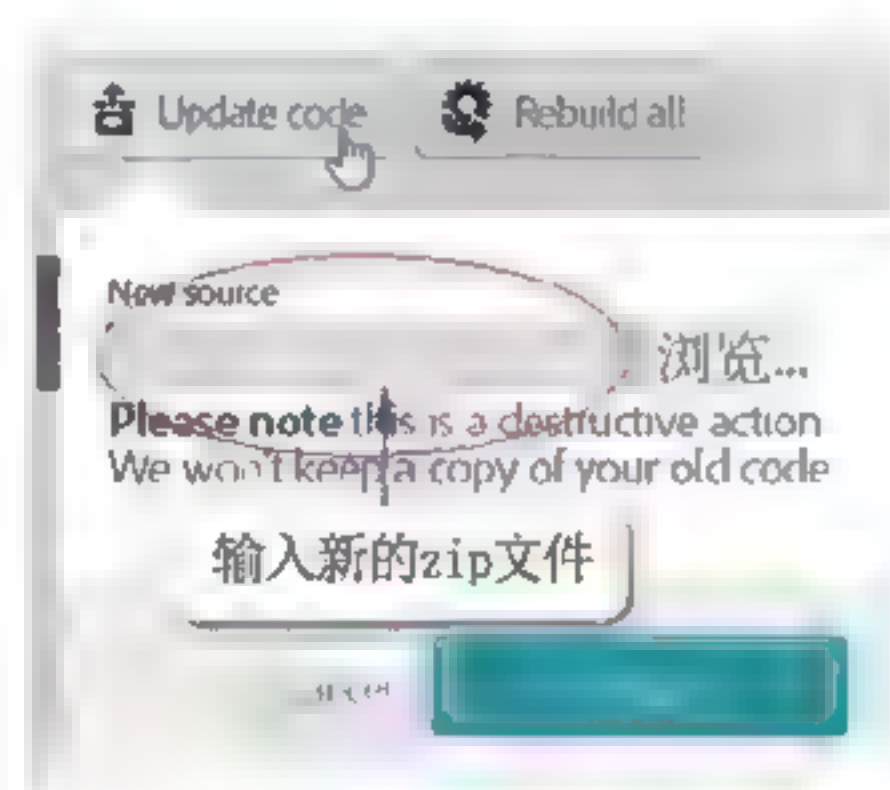 Update code
Rebuild all
New source
浏览...
Please note this is a destructive action
We won't keep a copy of your old code
输入新的zip文件